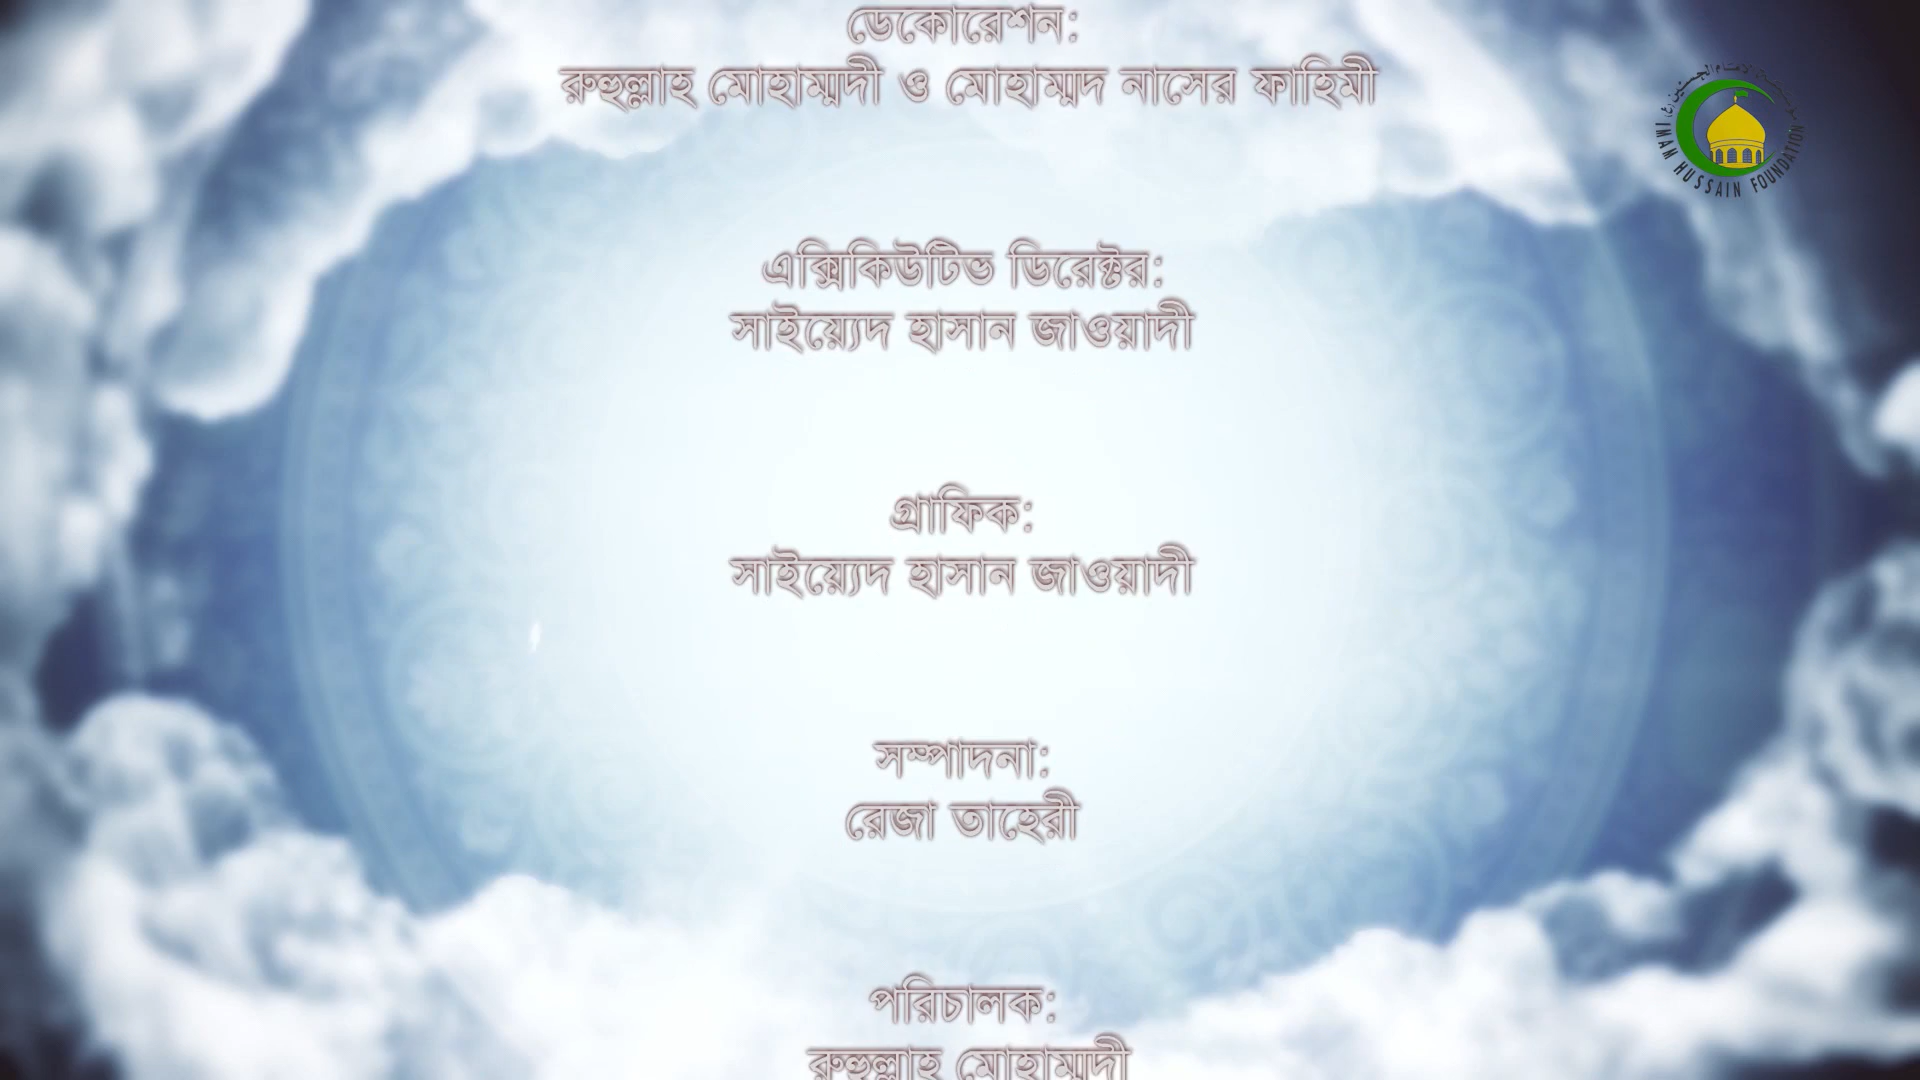 ডেকোরেশন:
রুহুল্লাহ মোহাম্মদী ও মোহাম্মদ নাসের ফাহিমী
এক্সিকিউটিভ ডিরেক্টর:
সাইয়্যেদ হাসান জাওয়াদী
গ্রাফিক:
সাইয়্যেদ হাসান জাওয়াদী
সম্পাদনা:
রেজা তাহেরী
পরিচালক:
রুহুল্লাহ মোহাম্মদী
IMAM HUSSAIN FOUNDATION